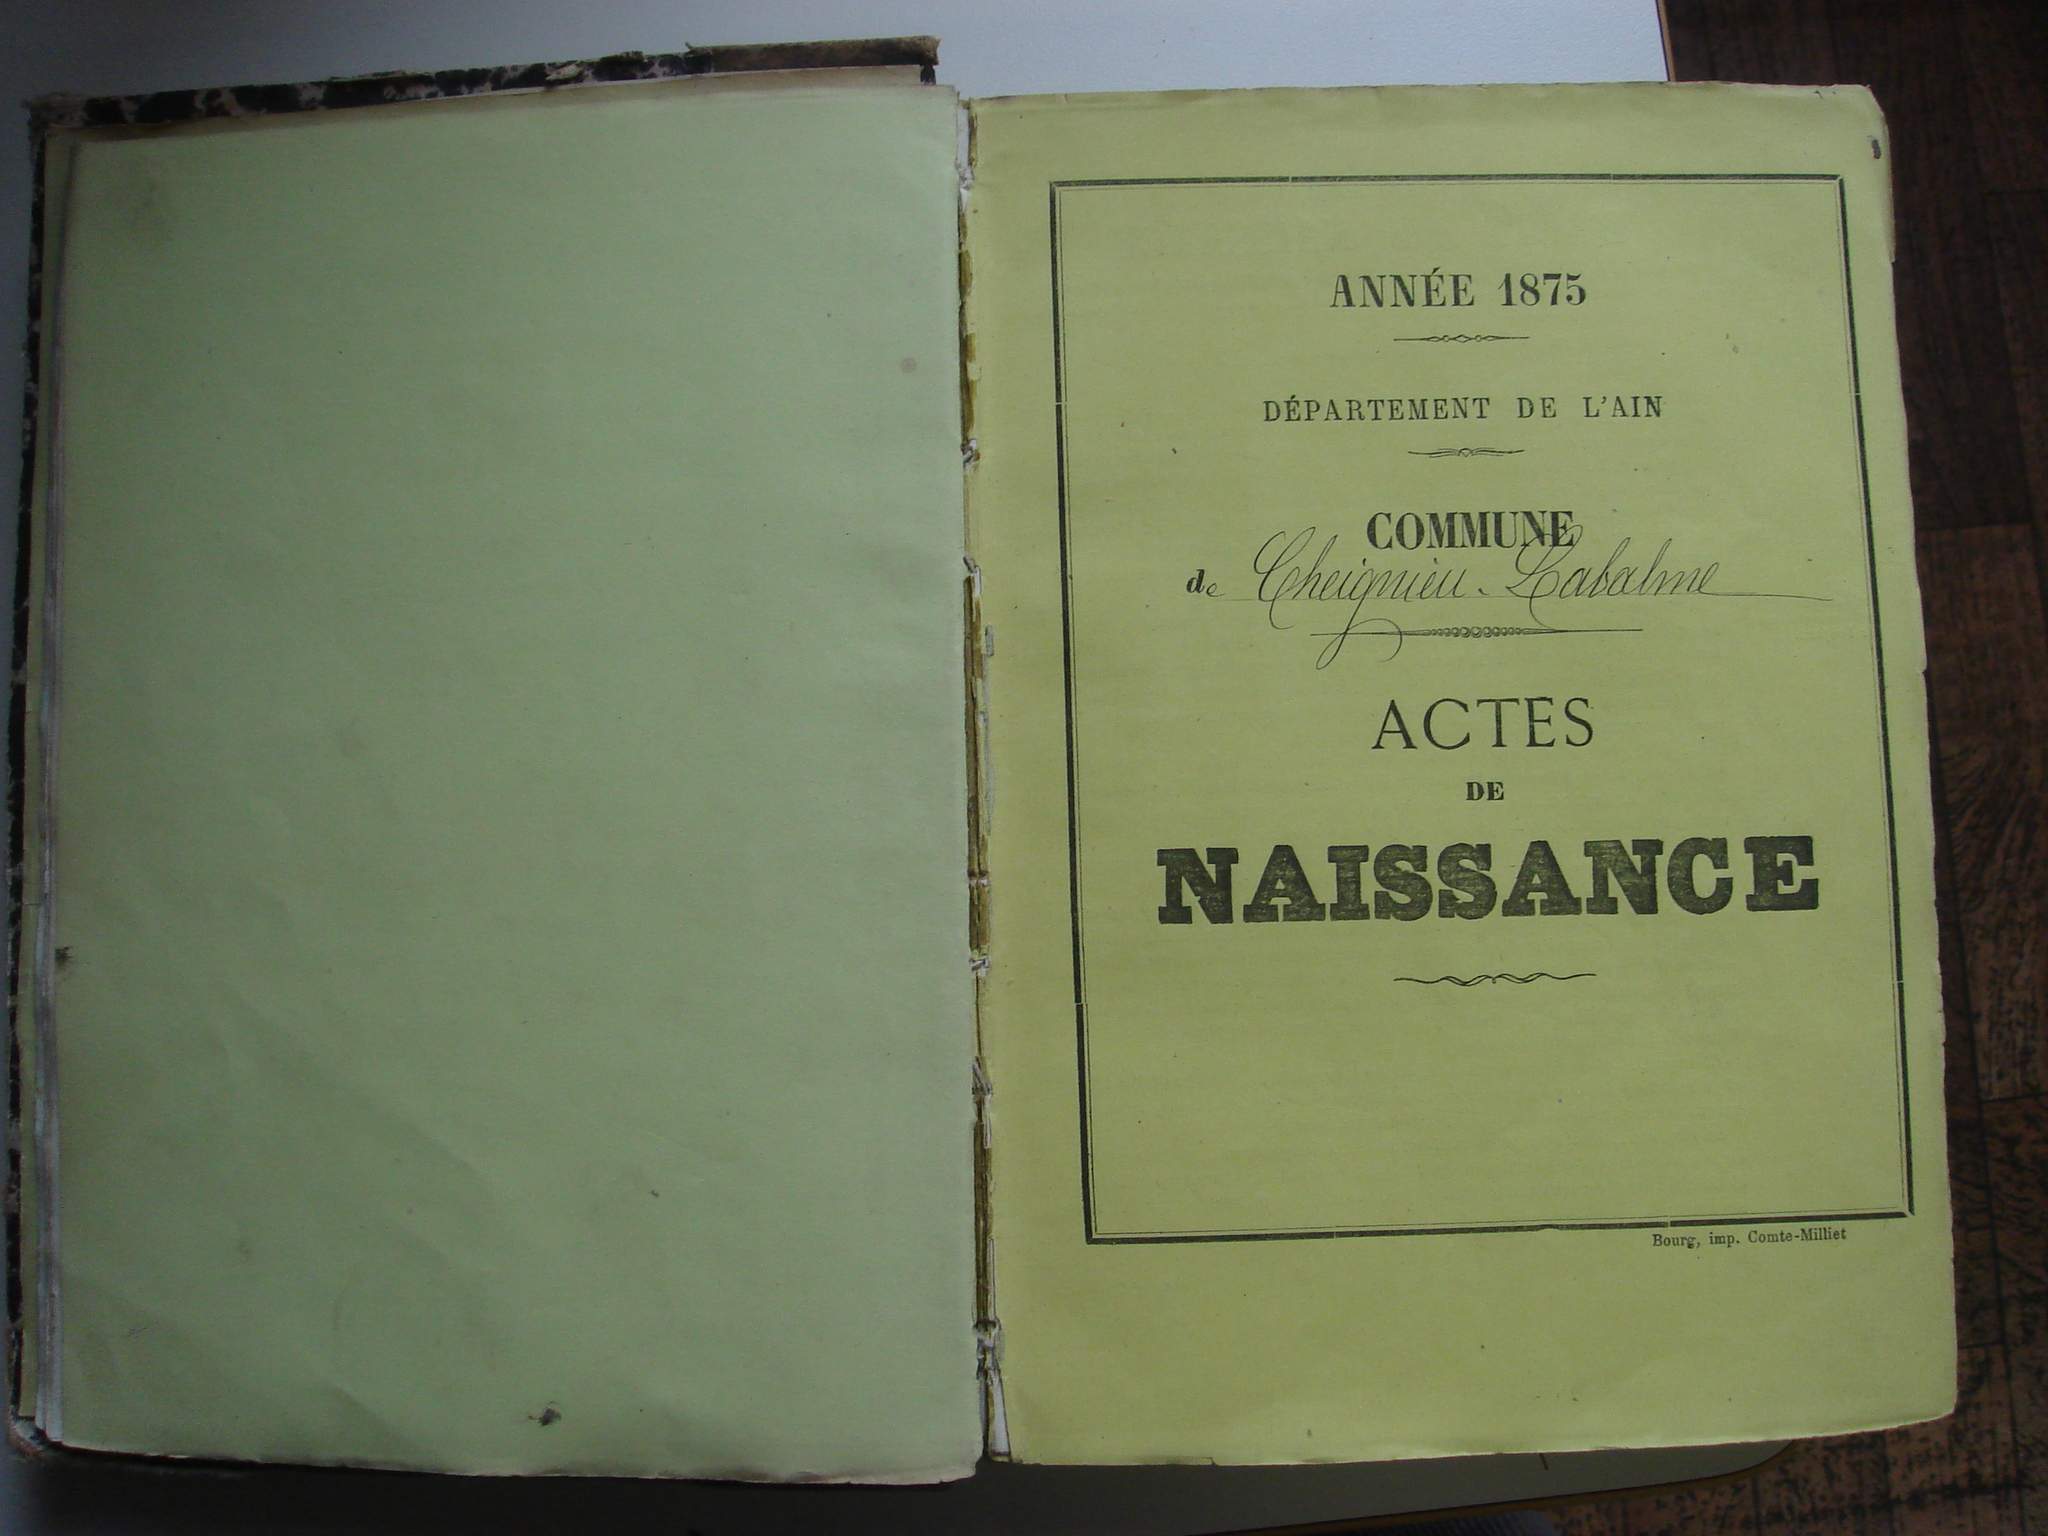 ANNÉE 1875
DÉPARTEMENT DE L'AIN
COMMUNE
de Cheignieu-Labalme
ACTES
DE
NAISSANCE
Bourg, imp. Comte-Milliet